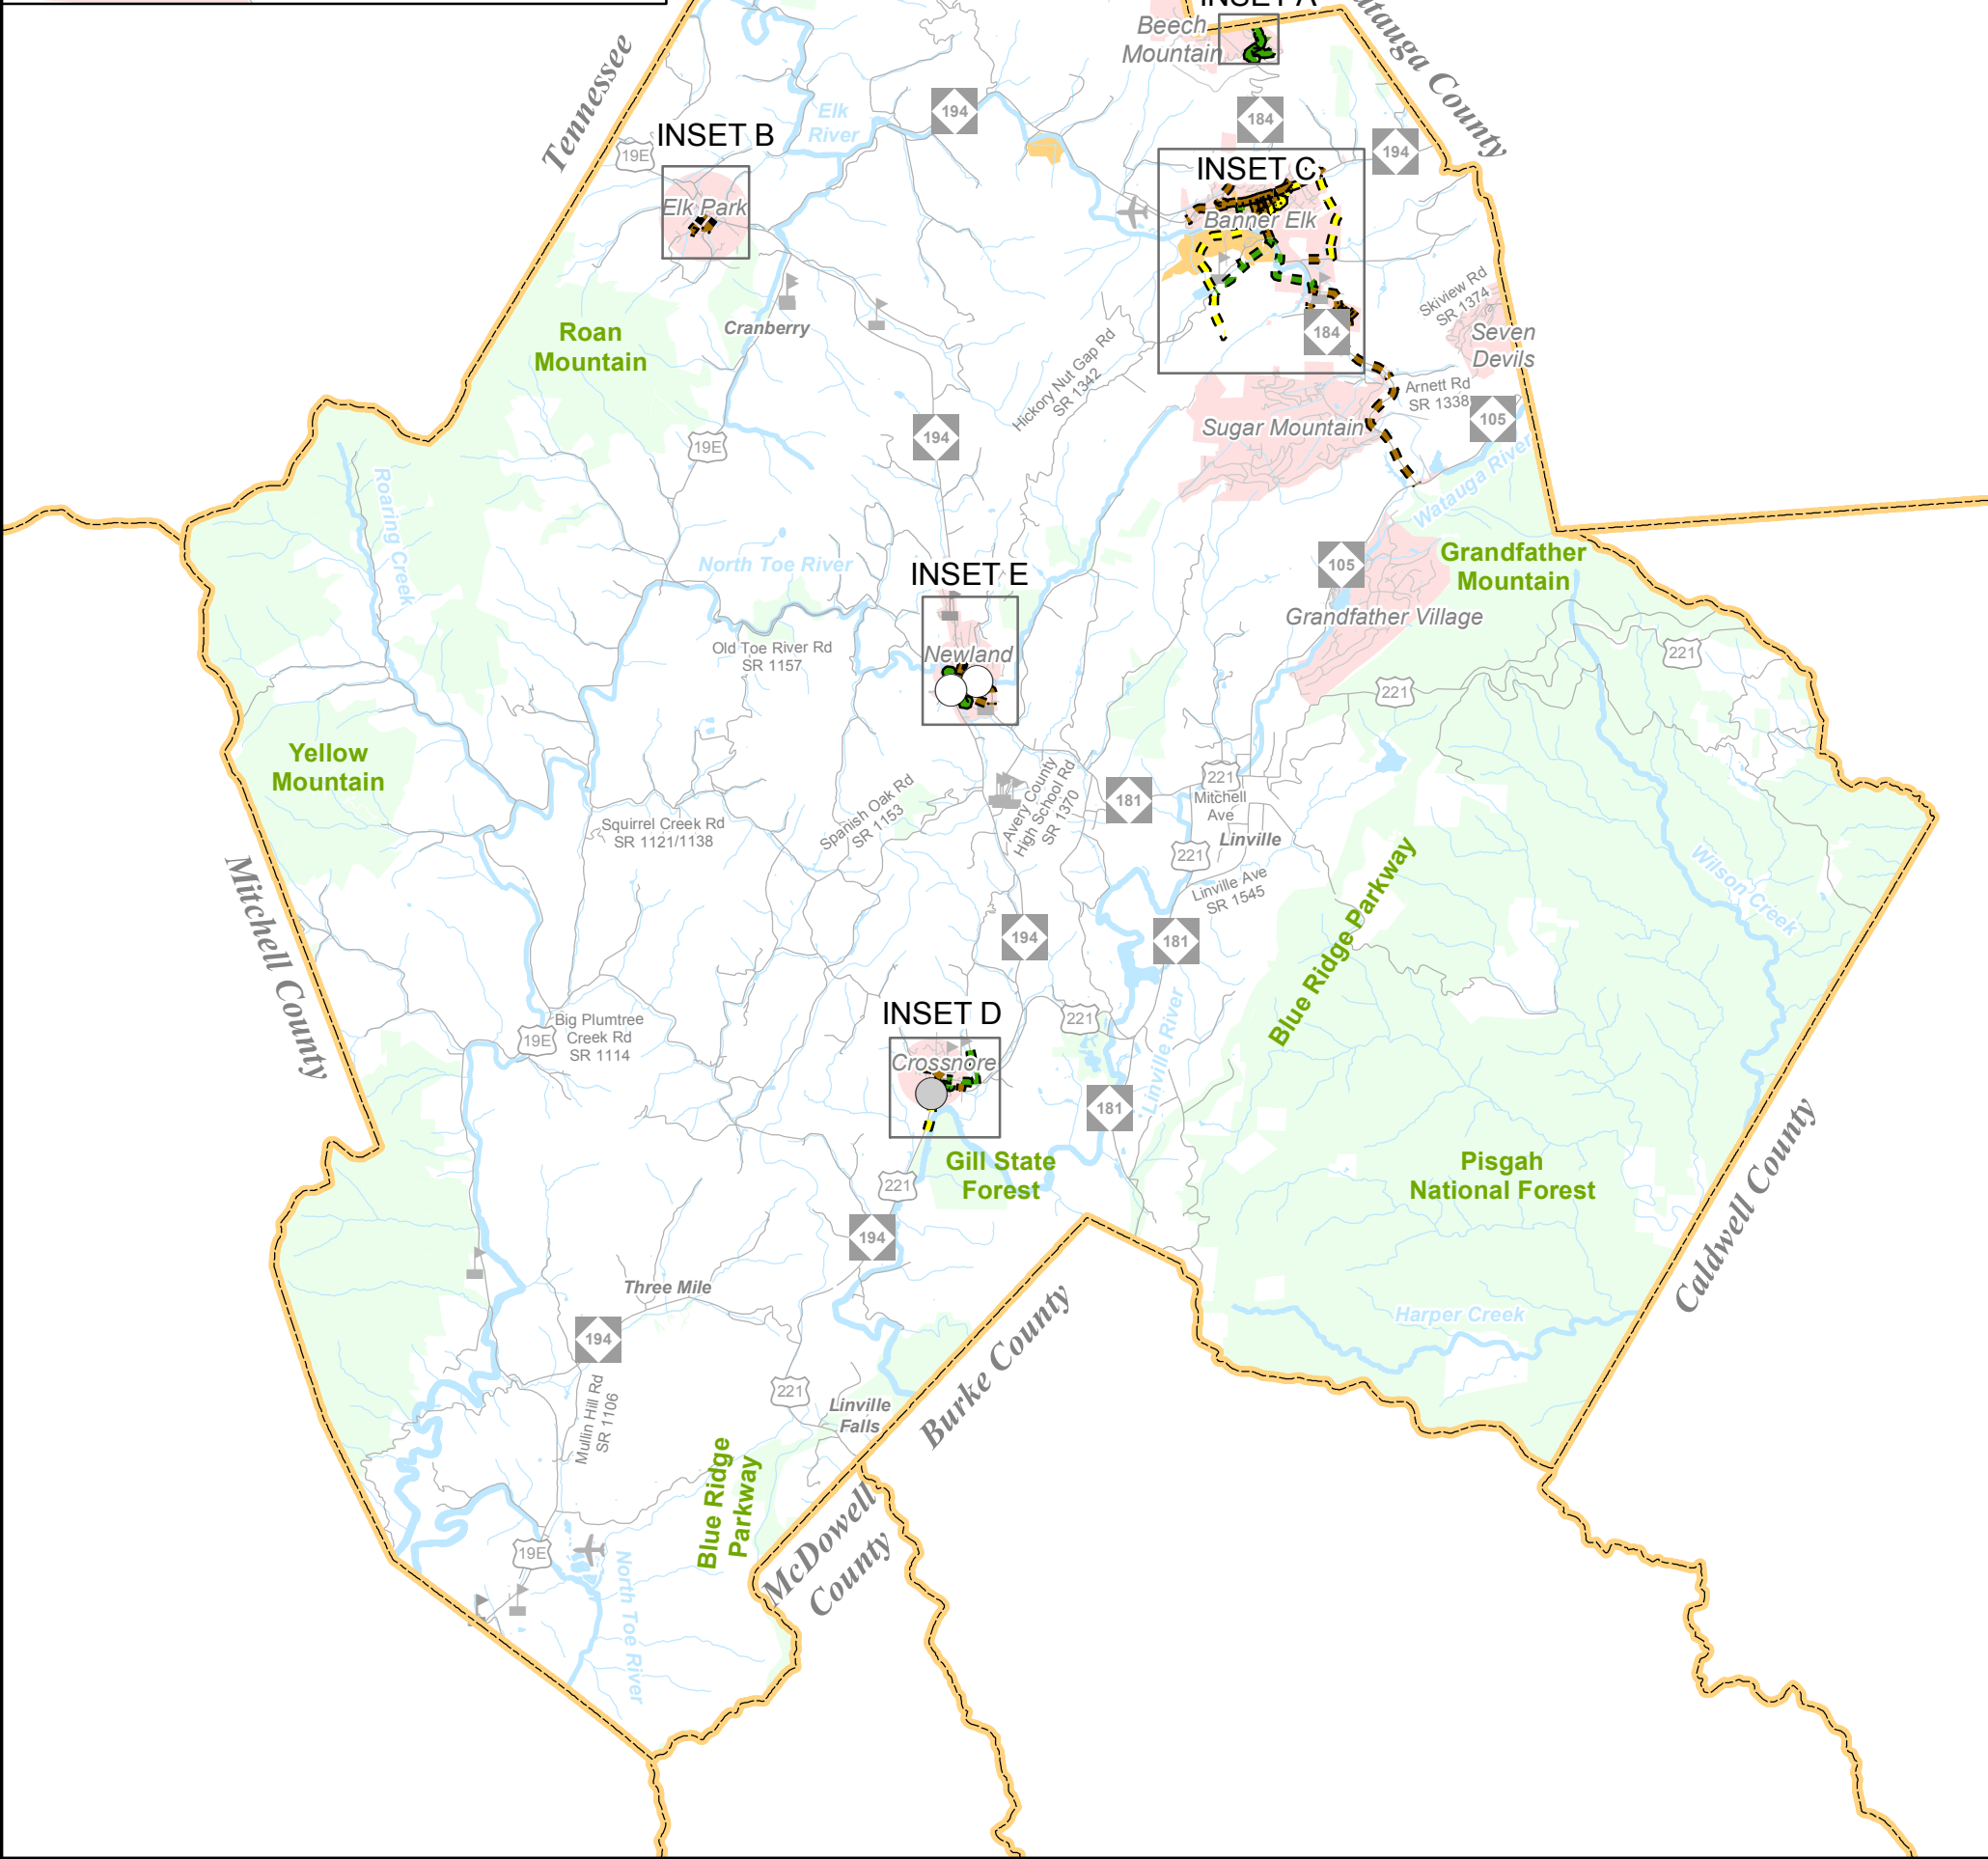 INSET A
Beech
Mountain
atauga County
Tennessee
Elk
River
194
184
194
INSET B
19E
INSET C
Elk Park
Banner Elk
Roan
Mountain
Cranberry
Skiview Rd
SR 1374
Seven
Devils
184
Hickory Nut Gap Rd
SR 1342
Arnett Rd
SR 1338
105
194
19E
Sugar Mountain
Roaring Creek
Watauga River
North Toe River
INSET E
105
Grandfather
Mountain
Grandfather Village
Old Toe River Rd
SR 1157
Newland
221
221
Yellow
Mountain
Squirrel Creek Rd
SR 1121/1138
Spanish Oak Rd
SR 1153
Avery County
High School Rd
SR 1370
181
221
Mitchell
Ave
Linville
221
Linville Ave
SR 1545
Mitchell County
Blue Ridge Parkway
Wilson Creek
194
181
INSET D
221
Linville River
19E
Big Plumtree
Creek Rd
SR 1114
Crossnore
181
Gill State
Forest
Pisgah
National Forest
221
194
Caldwell County
Three Mile
194
Harper Creek
Burke County
221
Linville
Falls
Mullin Hill Rd
SR 1106
Blue Ridge
Parkway
McDowell
County
19E
North Toe River